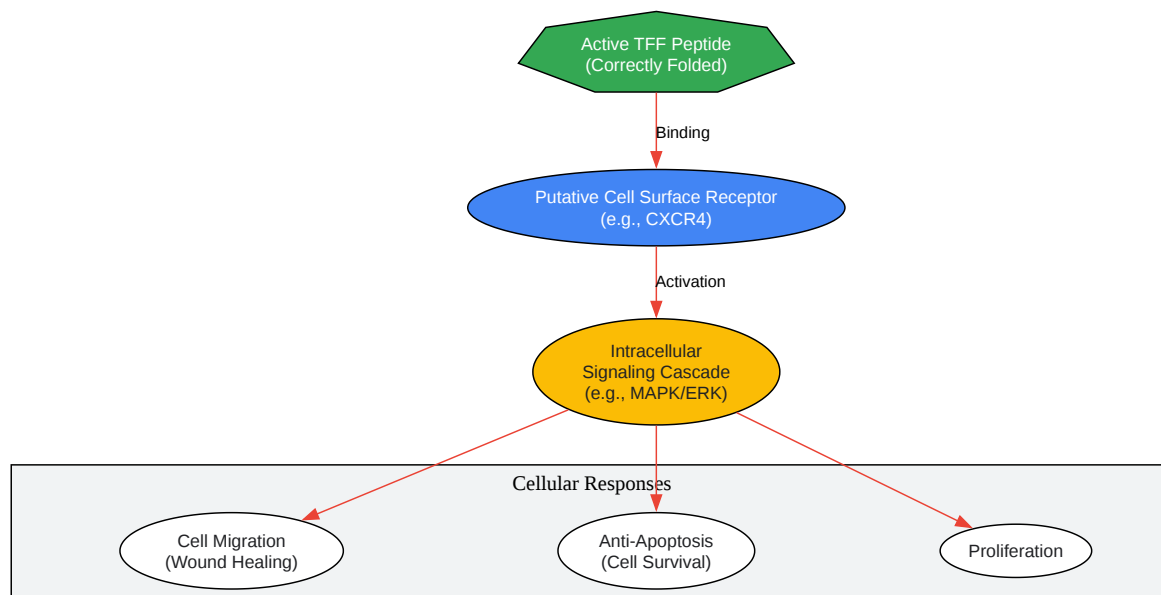 Active TFF Peptide
(Correctly Folded)
Binding
Putative Cell Surface Receptor
(e.g., CXCR4)
Activation
Intracellular
Signaling Cascade
(e.g., MAPK/ERK)
Cellular Responses
Cell Migration
(Wound Healing)
Anti-Apoptosis
(Cell Survival)
Proliferation